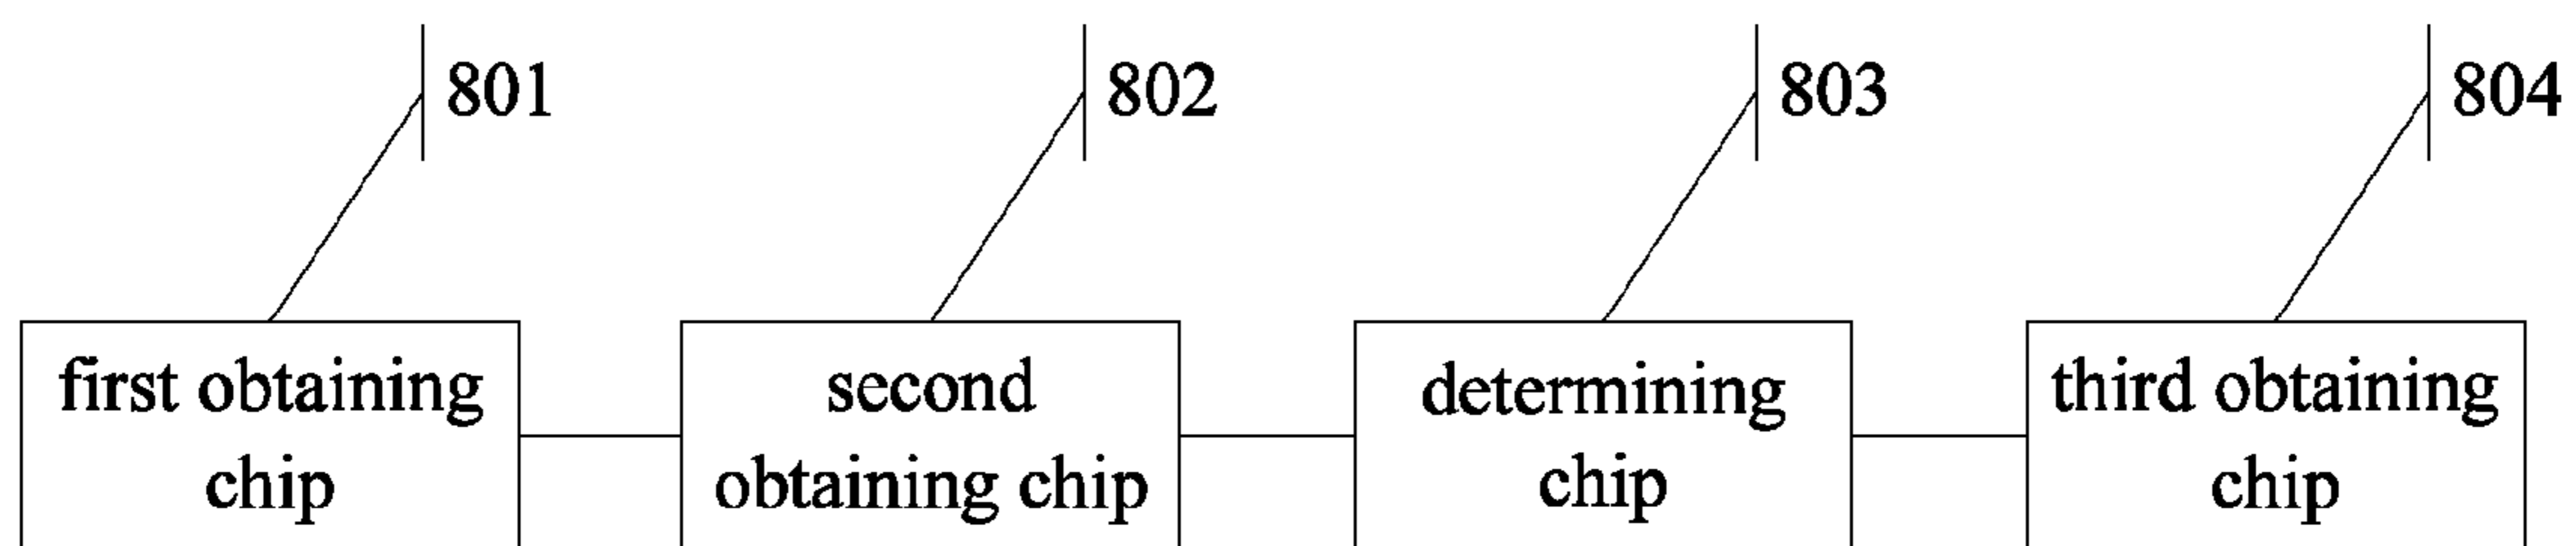 801
802
803
804
first obtaining
chip
second
obtaining chip
determining
chip
third obtaining
chip